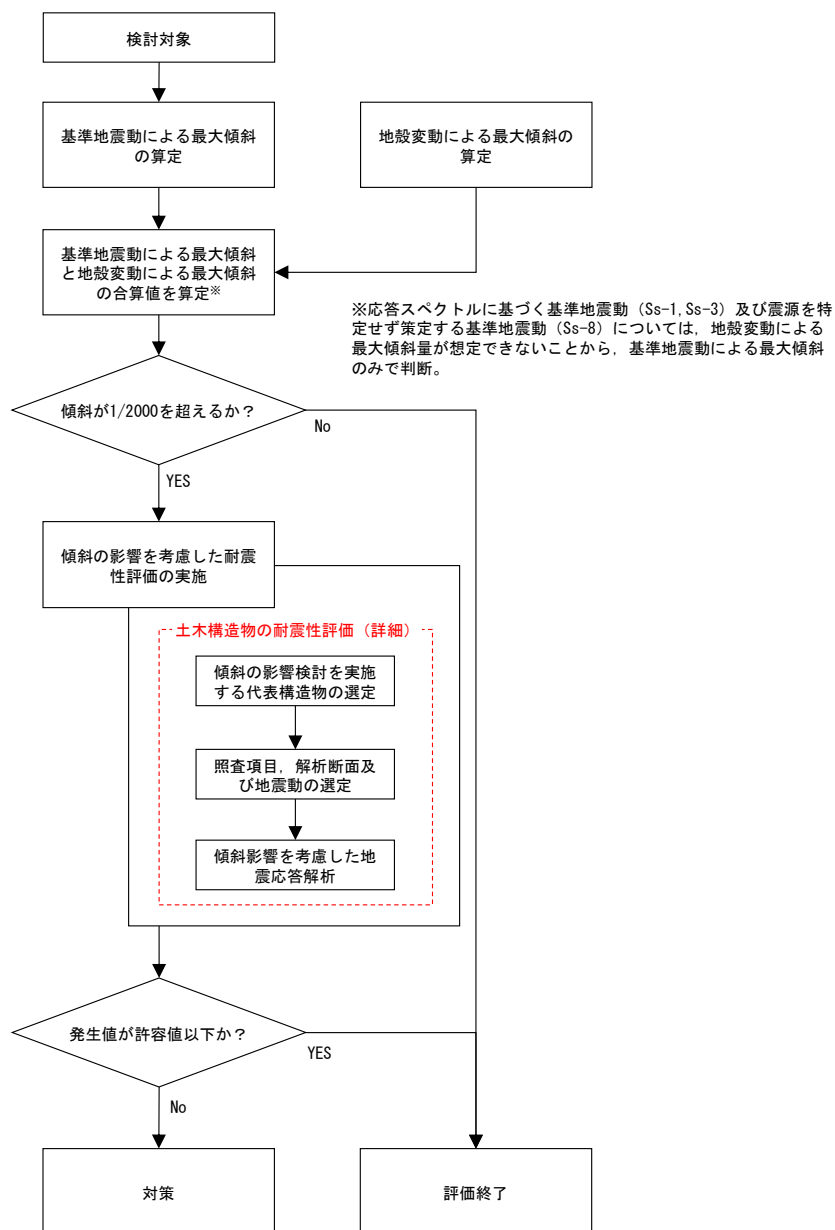 検討対象
基準地震動による最大傾斜
の算定
地殻変動による最大傾斜の
算定
基準地震動による最大傾斜
と地殻変動による最大傾斜
の合算値を算定※
※応答スペクトルに基づく基準地震動（Ss-1,Ss-3）及び震源を特
定せず策定する基準地震動（Ss-8）については，地殻変動による
最大傾斜量が想定できないことから，基準地震動による最大傾斜
のみで判断。
傾斜が1/2000を超えるか？
No
YES
傾斜の影響を考慮した耐震
性評価の実施
土木構造物の耐震性評価（詳細）
傾斜の影響検討を実施
する代表構造物の選定
照査項目，解析断面及
び地震動の選定
傾斜影響を考慮した地
震応答解析
発生値が許容値以下か？
YES
No
対策
評価終了